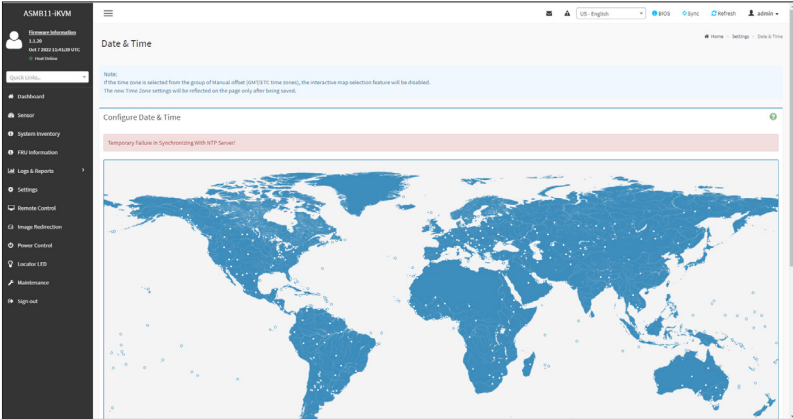 ASMB11-iKVM
Firmware Information
1.1.20
Oct 7 2022 11:41:20 UTC
Host Online
Quick Links...
Dashboard
Sensor
System Inventory
FRU Information
Logs & Reports
Settings
Remote Control
Image Redirection
Power Control
Locator LED
Maintenance
Sign out
US - English
BIOS
Sync
Refresh
admin
Date & Time
Home
Settings
Date & Time
Note:
If the time zone is selected from the group of Manual offset (GMT/ETC time zones), the interactive map selection feature will be disabled.
The new Time Zone settings will be reflected on the page only after being saved.
Configure Date & Time
Temporary Failure in Synchronizing With NTP Server!